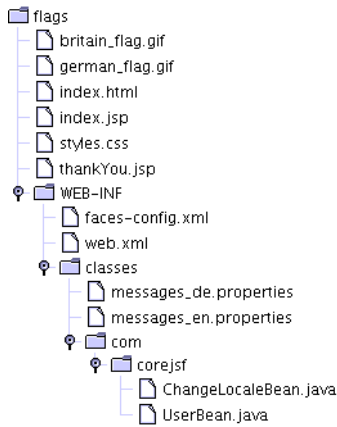 flags
britain_flag.gif
german_flag.gif
index.html
index.jsp
styles.css
thankYou.jsp
WEB-INF
faces-config.xml
web.xml
classes
messages_de.properties
messages_en.properties
com
corejsf
ChangeLocaleBean.java
UserBean.java